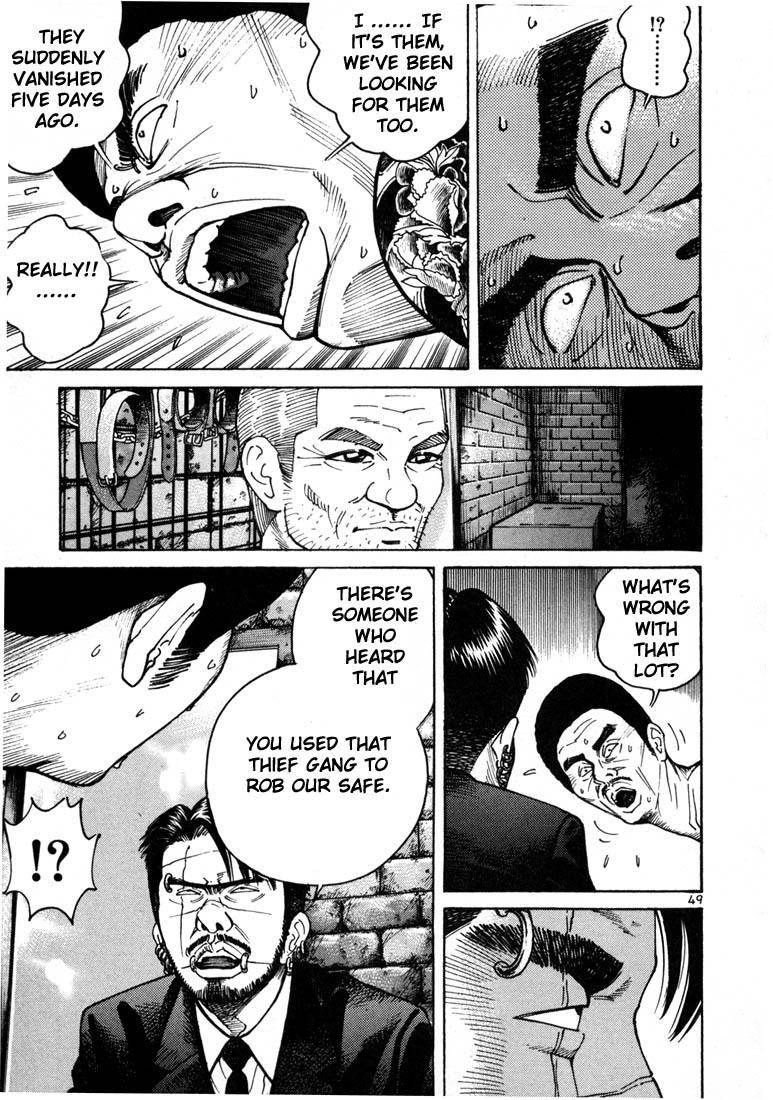 !?
......
I ...... IF
IT'S THEM,
WE'VE BEEN
LOOKING
FOR THEM
TOO.
THEY
SUDDENLY
VANISHED
FIVE DAYS
AGO.
REALLY!!
......
WHAT'S
WRONG
WITH
THAT
LOT?
49
THERE'S
SOMEONE
WHO
HEARD
THAT
YOU USED THAT
THIEF GANG TO
ROB OUR SAFE.
!?